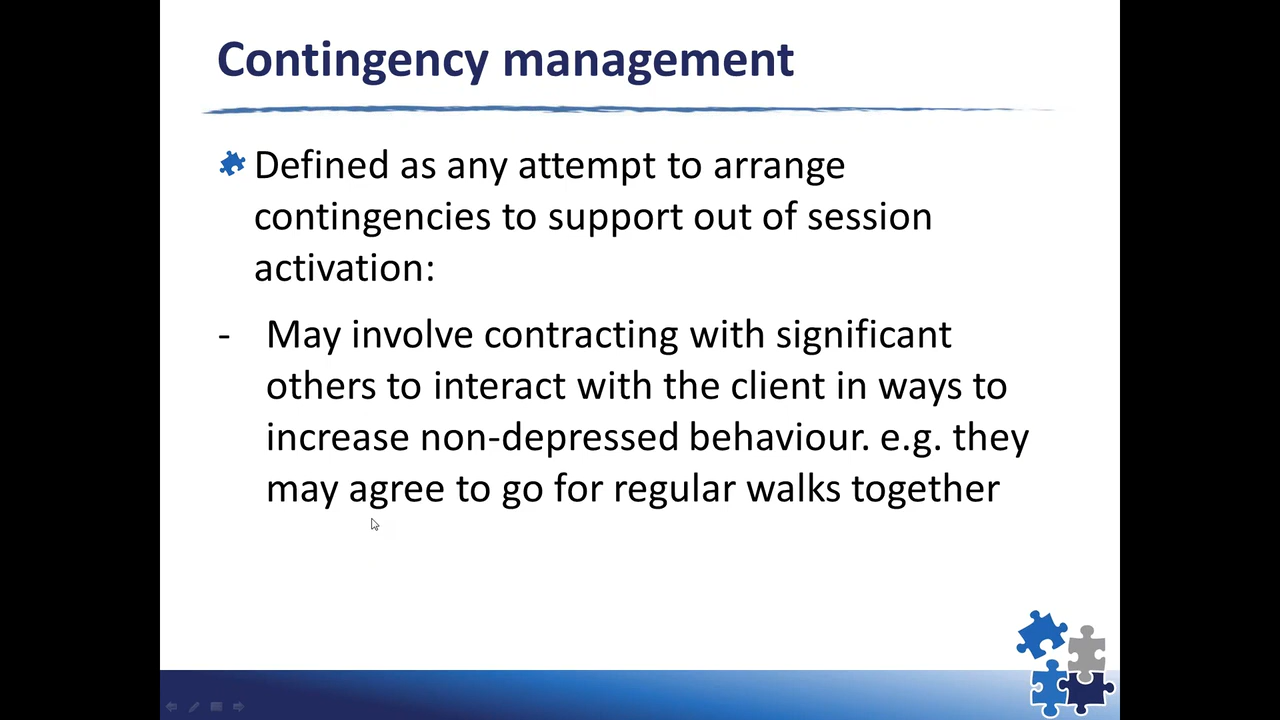 Contingency management
Defined as any attempt to arrange
contingencies to support out of session
activation:
- May involve contracting with significant
others to interact with the client in ways to
increase non-depressed behaviour. e.g. they
may agree to go for regular walks together